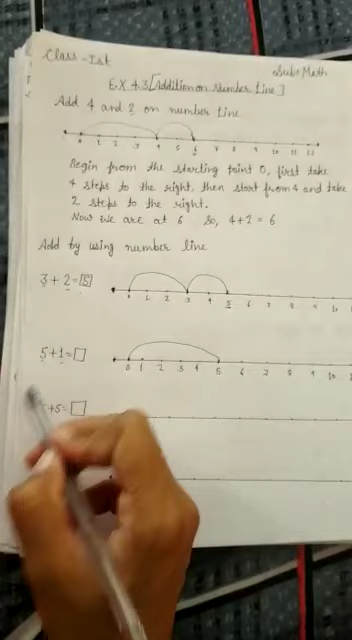 Class - Ist
Sub: Math
EX 4.3 [Addition on Number Line]
Add 4 and 2 on number line
0 1 2 3 4 5 6 7 8 9 10 11 12
Begin from the starting point 0, first take
4 steps to the right, then start from 4 and take
2 steps to the right.
Now we are at 6 So, 4+2 = 6
Add by using number line
3 + 2 = 5
0 1 2 3 4 5 6 7 8 9 10
5 + 1 =
0 1 2 3 4 5 6 7 8 9 10
+5=